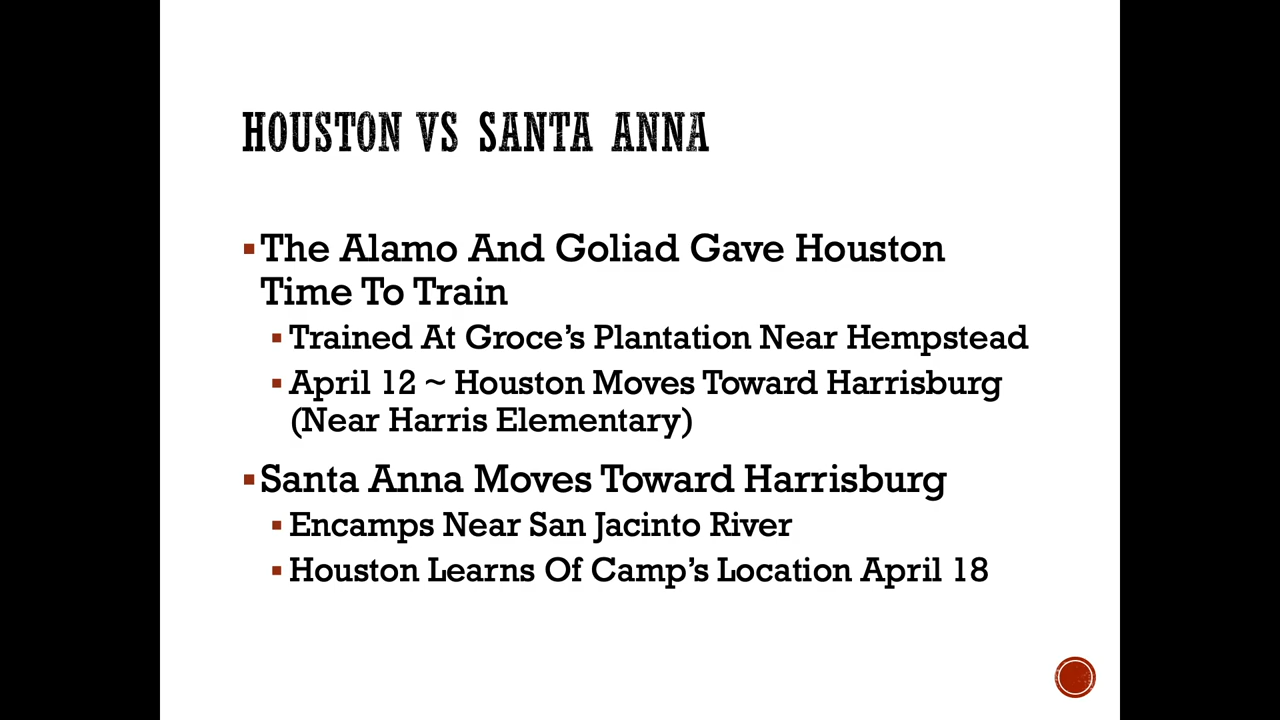 HOUSTON VS SANTA ANNA
The Alamo And Goliad Gave Houston
Time To Train
Trained At Groce’s Plantation Near Hempstead
April 12 ~ Houston Moves Toward Harrisburg
(Near Harris Elementary)
Santa Anna Moves Toward Harrisburg
Encamps Near San Jacinto River
Houston Learns Of Camp’s Location April 18